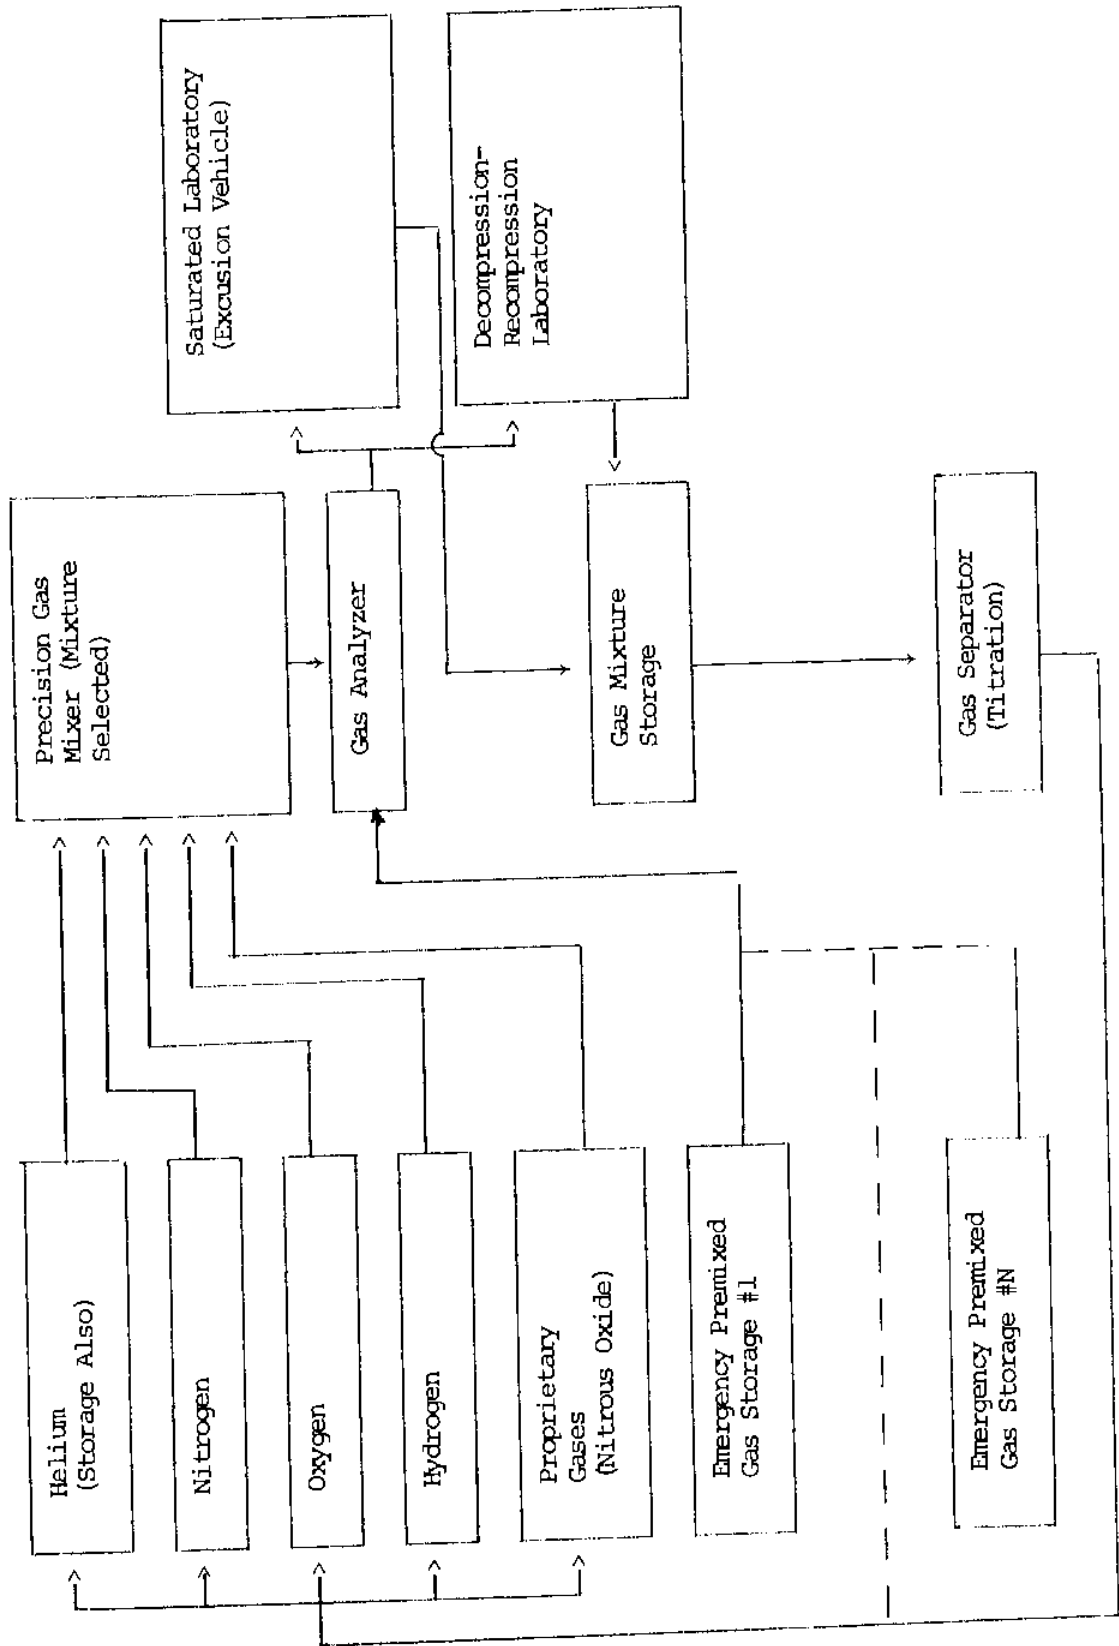 Helium
(Storage Also)
Nitrogen
Oxygen
Hydrogen
Proprietary
Gases
(Nitrous Oxide)
Emergency Premixed
Gas Storage #1
Emergency Premixed
Gas Storage #N
Precision Gas
Mixer (Mixture
Selected)
Gas Analyzer
Gas Mixture
Storage
Gas Separator
(Titration)
Saturated Laboratory
(Excusion Vehicle)
Decompression-
Recompression
Laboratory